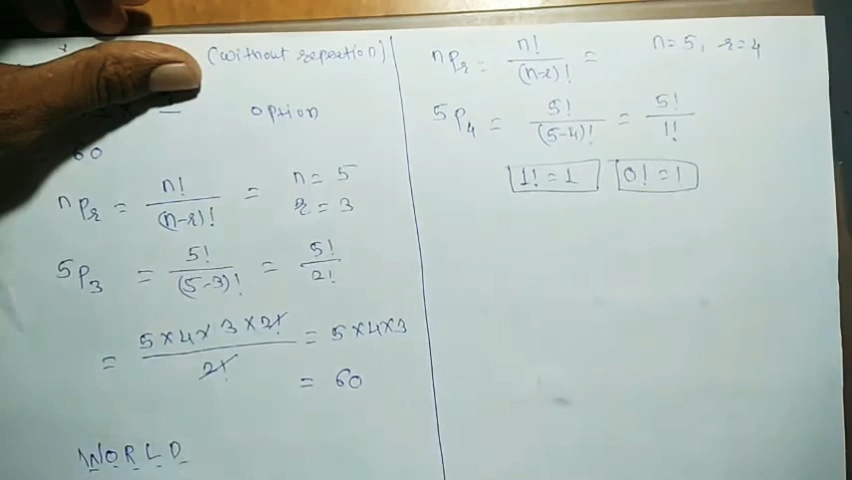 (without repeation)
— option
60
nPr = n! / (n-r)! = n = 5
r = 3
5P3 = 5! / (5-3)! = 5! / 2!
= 5×4×3×2! / 2! = 5×4×3
= 60
WORLD
nPr = n! / (n-r)! = n=5, r=4
5P4 = 5! / (5-4)! = 5! / 1!
1! = 1 0! = 1